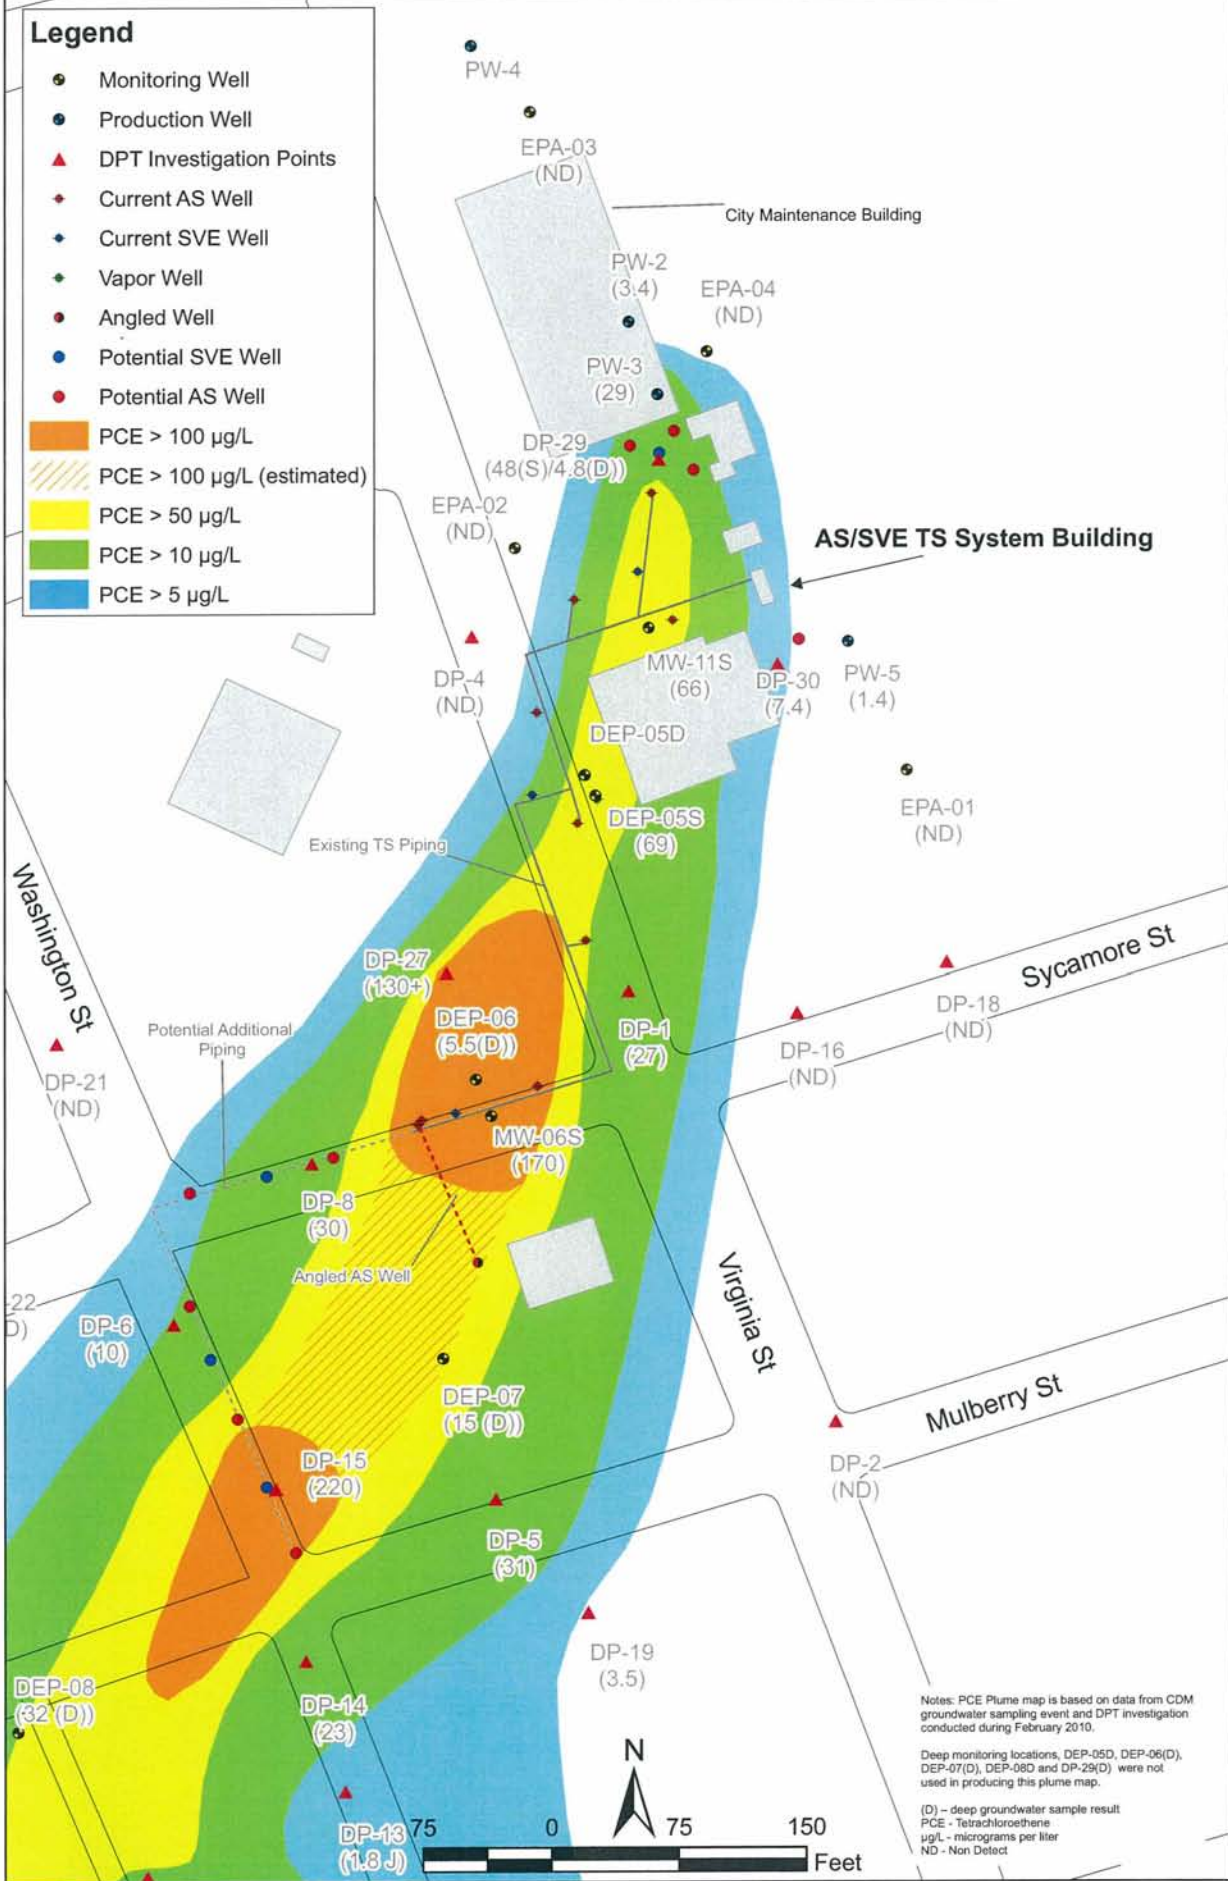 Legend
Monitoring Well
Production Well
DPT Investigation Points
Current AS Well
Current SVE Well
Vapor Well
Angled Well
Potential SVE Well
Potential AS Well
PCE > 100 µg/L
PCE > 100 µg/L (estimated)
PCE > 50 µg/L
PCE > 10 µg/L
PCE > 5 µg/L
PW-4
EPA-03
(ND)
City Maintenance Building
PW-2
(3.4)
EPA-04
(ND)
PW-3
(29)
DP-29
(48(S)/4.8(D))
EPA-02
(ND)
AS/SVE TS System Building
DP-4
(ND)
MW-11S
(66)
DP-30
(7.4)
PW-5
(1.4)
DEP-05D
DEP-05S
(69)
EPA-01
(ND)
Existing TS Piping
Washington St
Sycamore St
DP-27
(130+)
DEP-06
(5.5(D))
DP-1
(27)
DP-18
(ND)
DP-16
(ND)
Potential Additional
Piping
DP-21
(ND)
MW-06S
(170)
DP-8
(30)
Angled AS Well
Virginia St
-22
D)
DP-6
(10)
DEP-07
(15 (D))
Mulberry St
DP-15
(220)
DP-2
(ND)
DP-5
(31)
DP-19
(3.5)
DEP-08
(32 (D))
DP-14
(23)
DP-13
(1.8 J)
N
75 0 75 150
Feet
Notes: PCE Plume map is based on data from CDM
groundwater sampling event and DPT investigation
conducted during February 2010.
Deep monitoring locations, DEP-05D, DEP-06(D),
DEP-07(D), DEP-08D and DP-29(D) were not
used in producing this plume map.
(D) – deep groundwater sample result
PCE - Tetrachloroethene
µg/L - micrograms per liter
ND - Non Detect